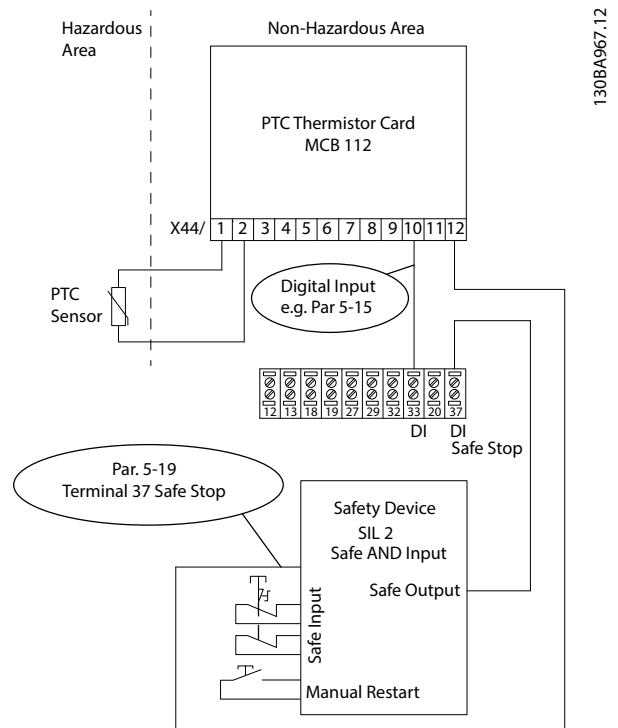 Hazardous
Area
Non-Hazardous Area
130BA967.12
PTC Thermistor Card
MCB 112
X44/ 1 2 3 4 5 6 7 8 9 10 11 12
PTC
Sensor
Digital Input
e.g. Par 5-15
12 13 18 19 27 29 32 33 20 37
DI DI
Safe Stop
Par. 5-19
Terminal 37 Safe Stop
Safety Device
SIL 2
Safe AND Input
Safe Output
Safe Input
Manual Restart